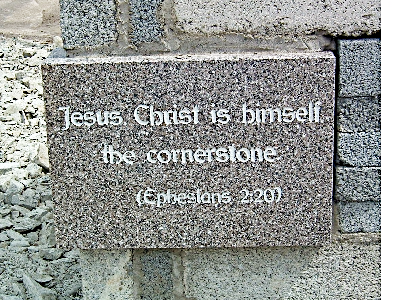 Jesus Christ is himself
the cornerstone
(Ephesians 2:20)